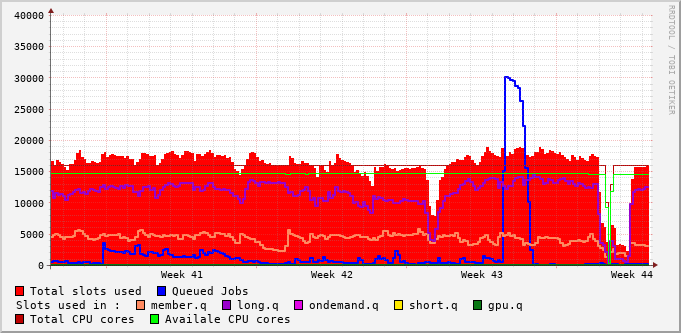 40000
35000
30000
25000
20000
15000
10000
5000
0
Week 41 Week 42 Week 43 Week 44
Total slots used Queued Jobs
Slots used in : member.q long.q ondemand.q short.q gpu.q
Total CPU cores Availale CPU cores
RRDTOOL / TOBI OETIKER